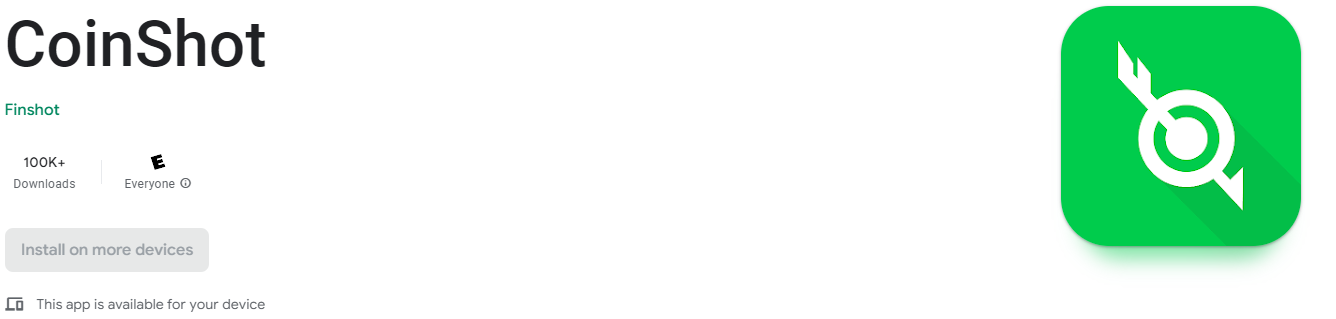 CoinShot
Finshot
100K+
Downloads
E
Everyone
Install on more devices
This app is available for your device